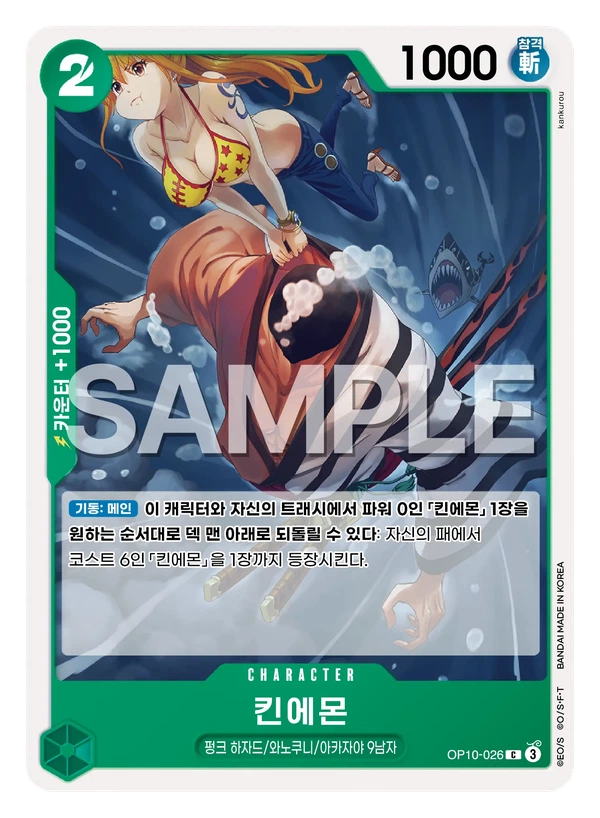 2
1000
참격
斬
kankurou
⚡카운터 +1000
SAMPLE
기동: 메인 이 캐릭터와 자신의 트래시에서 파워 0인 「킨에몬」 1장을
원하는 순서대로 덱 맨 아래로 되돌릴 수 있다: 자신의 패에서
코스트 6인 「킨에몬」을 1장까지 등장시킨다.
CHARACTER
킨에몬
펑크 하자드/와노쿠니/아카자야 9남자
OP10-026 C 3
©EO/S ©O/S·F·T BANDAI MADE IN KOREA